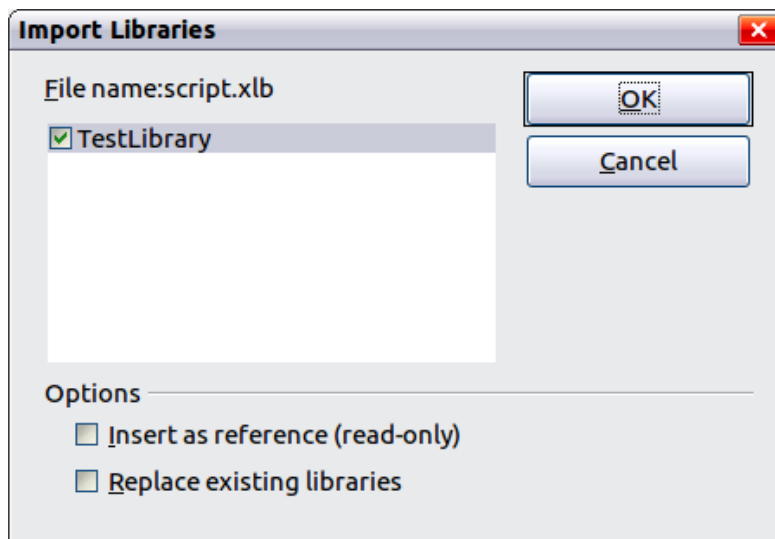 Import Libraries
File name:script.xlb
OK
TestLibrary
Cancel
Options
Insert as reference (read-only)
Replace existing libraries